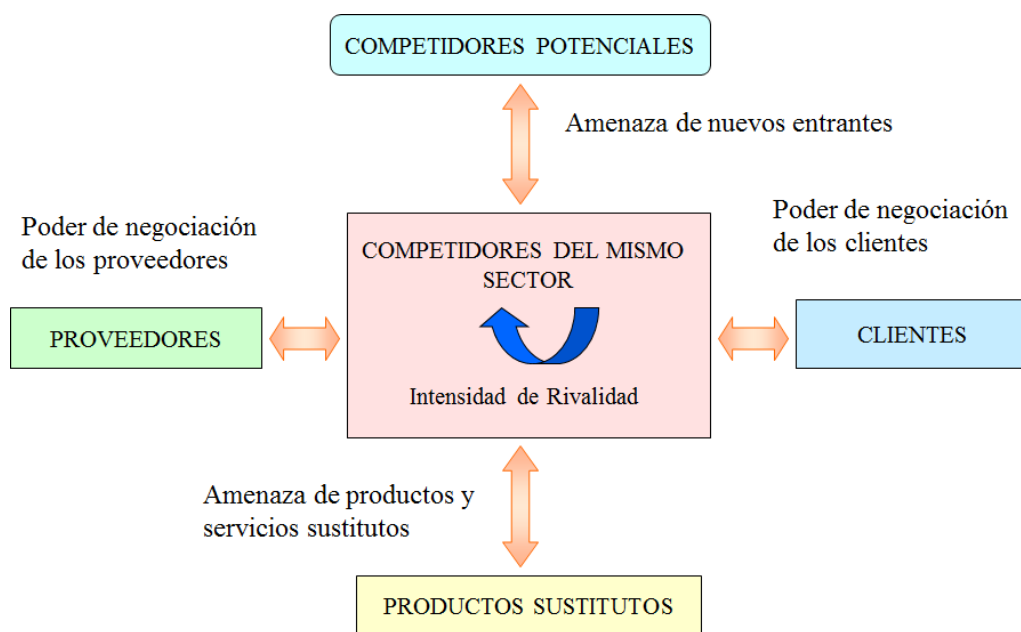 COMPETIDORES POTENCIALES
Amenaza de nuevos entrantes
Poder de negociación
de los proveedores
Poder de negociación
de los clientes
COMPETIDORES DEL MISMO
SECTOR
PROVEEDORES
CLIENTES
Intensidad de Rivalidad
Amenaza de productos y
servicios sustitutos
PRODUCTOS SUSTITUTOS